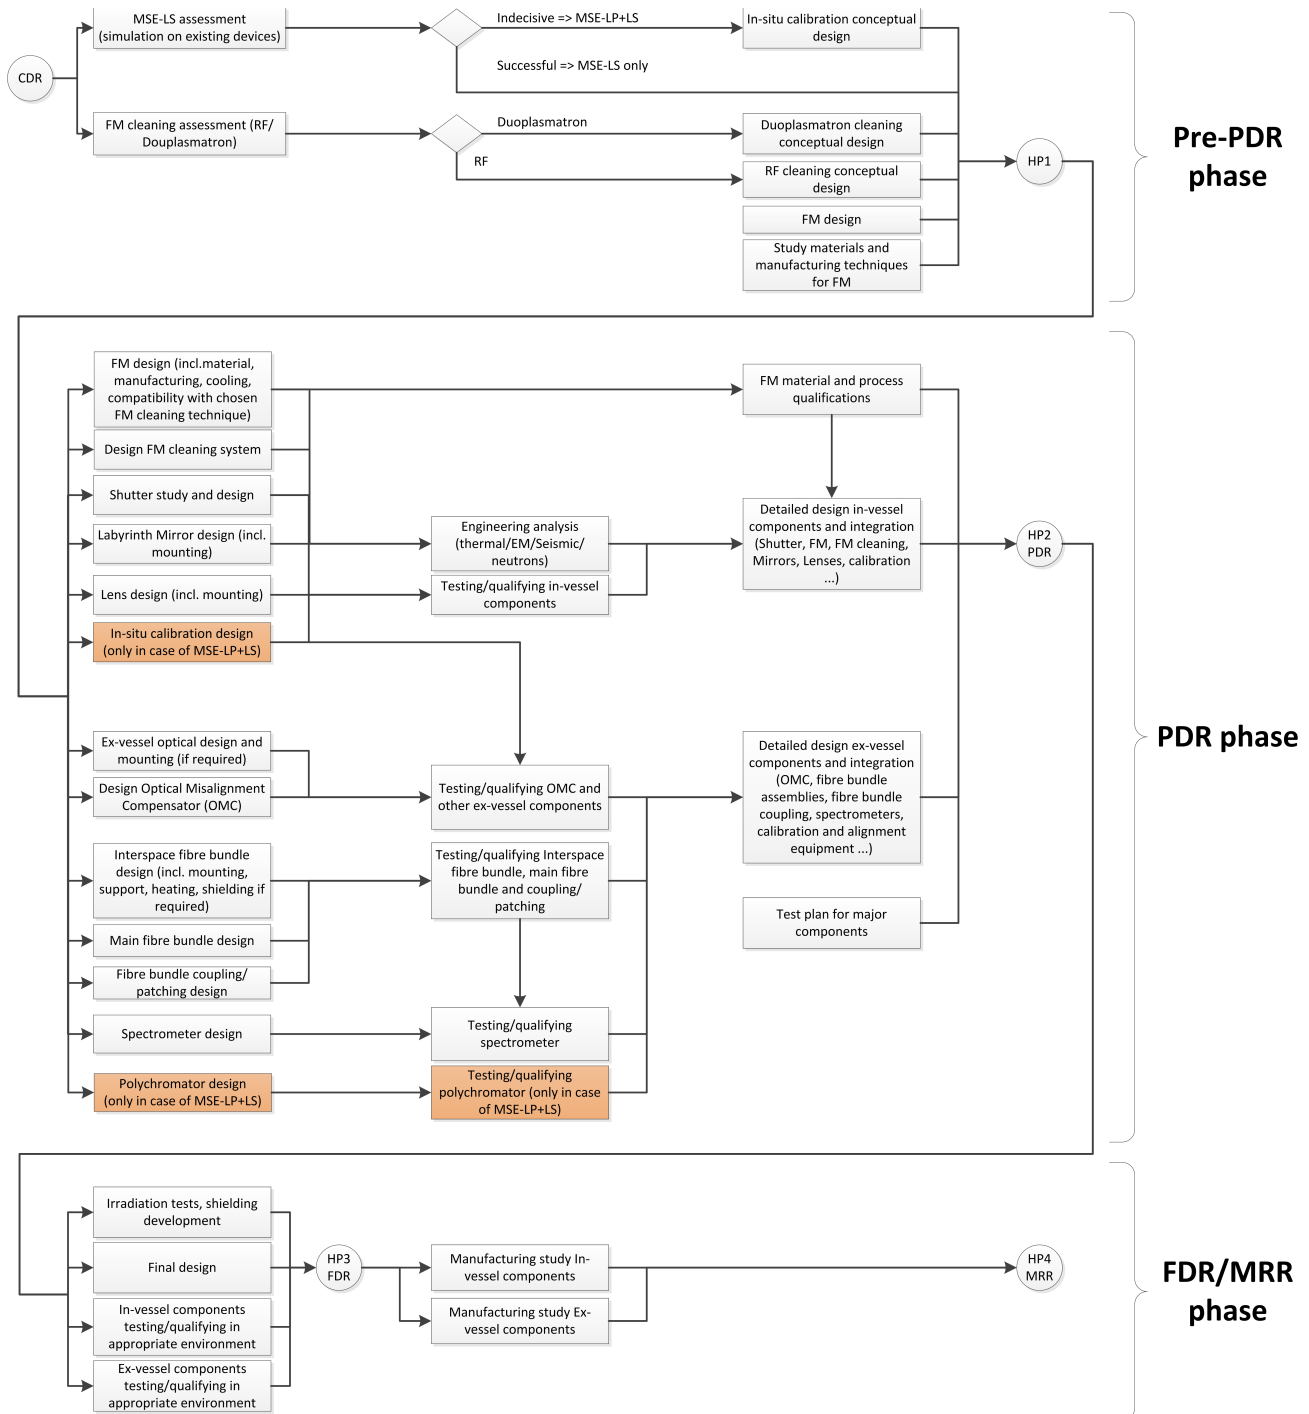 MSE-LS assessment
(simulation on existing devices)
Indecisive => MSE-LP+LS
In-situ calibration conceptual
design
Successful => MSE-LS only
CDR
FM cleaning assessment (RF/
Douplasmatron)
Duoplasmatron
RF
Duoplasmatron cleaning
conceptual design
RF cleaning conceptual
design
FM design
Study materials and
manufacturing techniques
for FM
HP1
Pre-PDR
phase
FM design (incl.material,
manufacturing, cooling,
compatibility with chosen
FM cleaning technique)
Design FM cleaning system
Shutter study and design
Labyrinth Mirror design (incl.
mounting)
Lens design (incl. mounting)
In-situ calibration design
(only in case of MSE-LP+LS)
Engineering analysis
(thermal/EM/Seismic/
neutrons)
Testing/qualifying in-vessel
components
FM material and process
qualifications
Detailed design in-vessel
components and integration
(Shutter, FM, FM cleaning,
Mirrors, Lenses, calibration
...)
HP2
PDR
Ex-vessel optical design and
mounting (if required)
Design Optical Misalignment
Compensator (OMC)
Interspace fibre bundle
design (incl. mounting,
support, heating, shielding if
required)
Main fibre bundle design
Fibre bundle coupling/
patching design
Spectrometer design
Polychromator design
(only in case of MSE-LP+LS)
Testing/qualifying OMC and
other ex-vessel components
Testing/qualifying Interspace
fibre bundle, main fibre
bundle and coupling/
patching
Testing/qualifying
spectrometer
Testing/qualifying
polychromator (only in case
of MSE-LP+LS)
Detailed design ex-vessel
components and integration
(OMC, fibre bundle
assemblies, fibre bundle
coupling, spectrometers,
calibration and alignment
equipment ...)
Test plan for major
components
PDR phase
Irradiation tests, shielding
development
Final design
In-vessel components
testing/qualifying in
appropriate environment
Ex-vessel components
testing/qualifying in
appropriate environment
HP3
FDR
Manufacturing study In-
vessel components
Manufacturing study Ex-
vessel components
HP4
MRR
FDR/MRR
phase